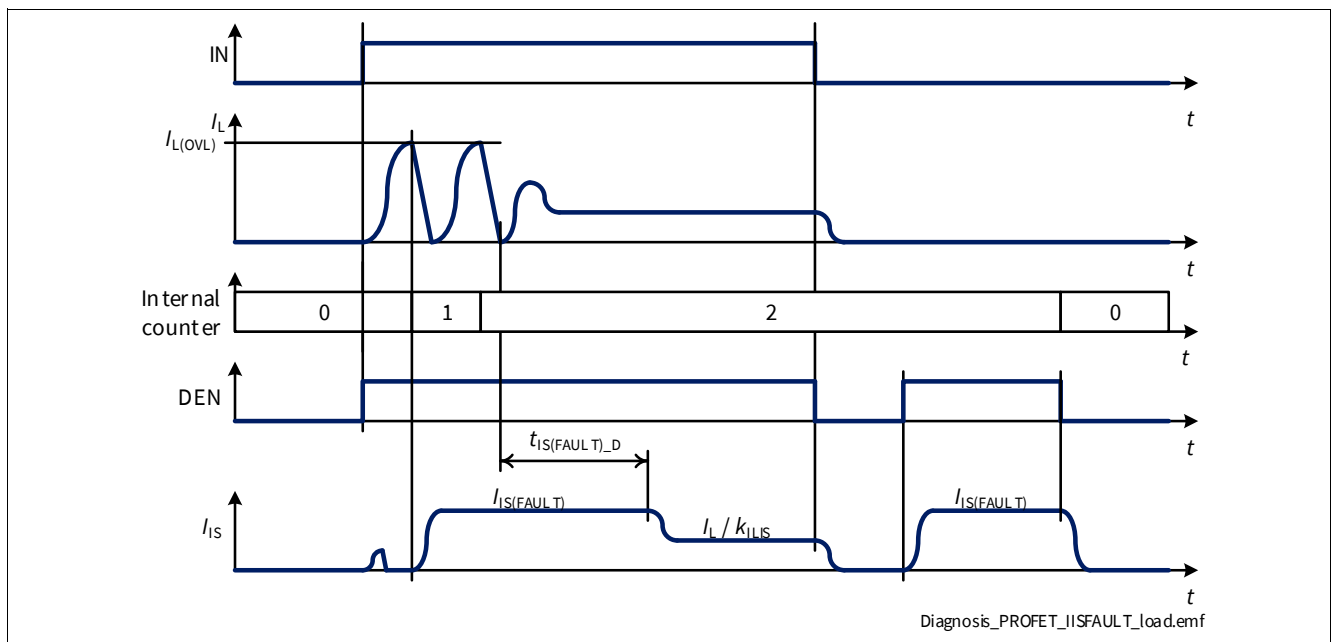 IN
t
I_L
I_L(OVL)
t
Internal
counter
0
1
2
0
t
DEN
t
t_IS(FAULT)_D
I_IS(FAULT)
I_L / k_ILIS
I_IS(FAULT)
I_IS
t
Diagnosis_PROFET_IISFAULT_load.emf